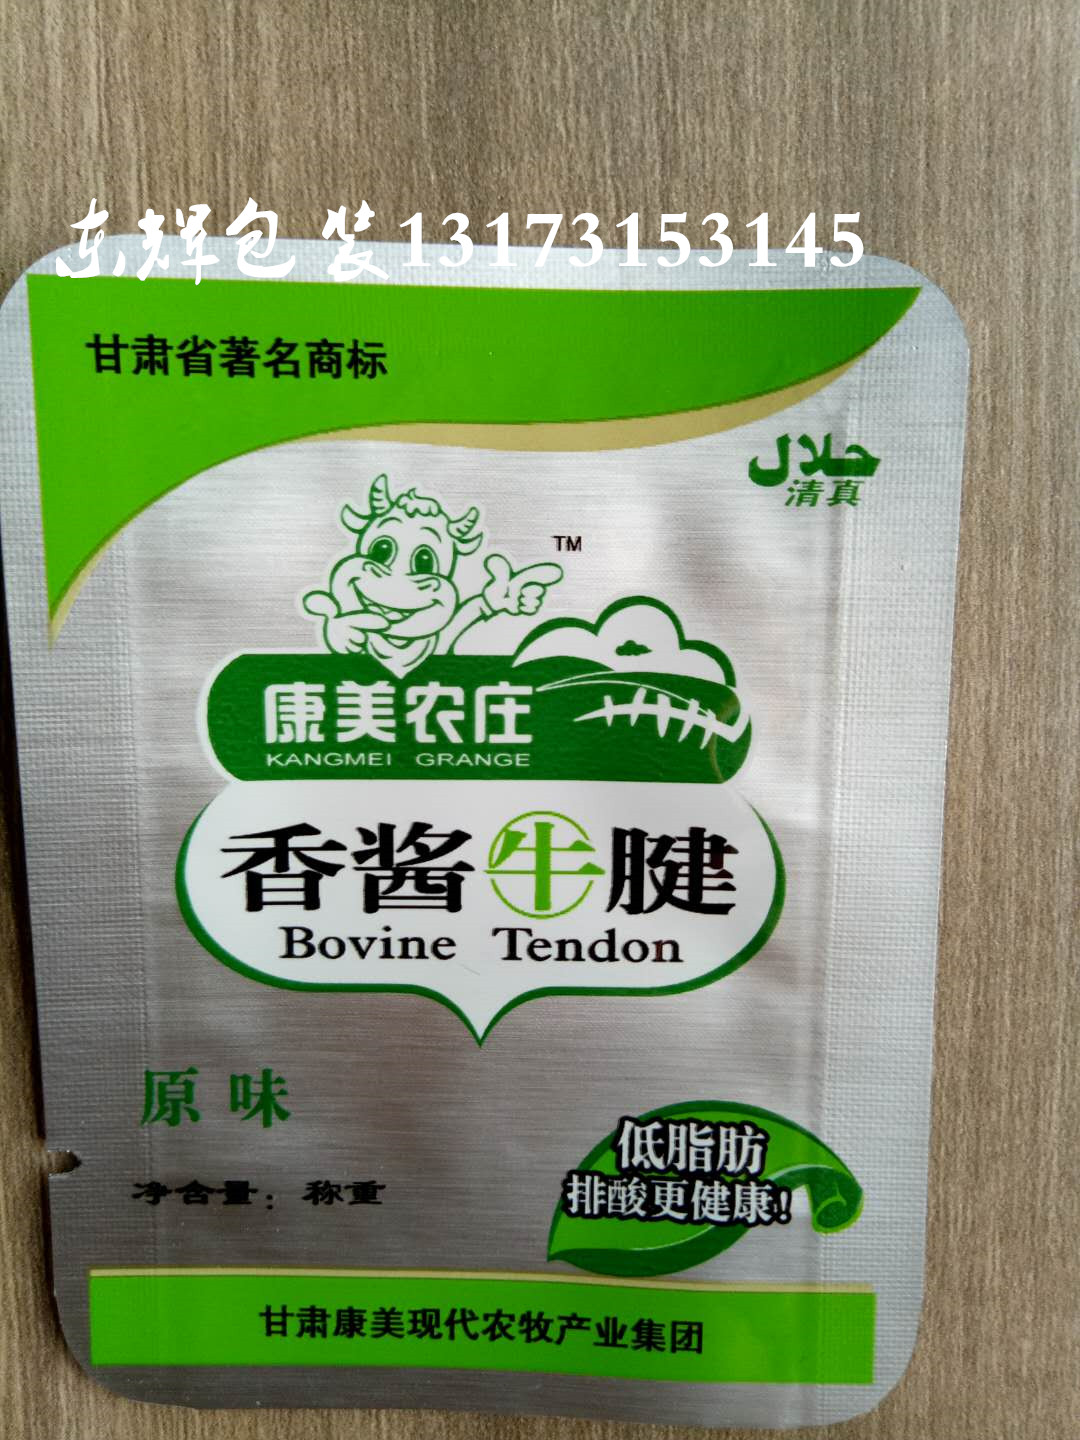 东辉包装13173153145
甘肃省著名商标
حلال
清真
TM
康美农庄
KANGMEI GRANGE
香酱牛腱
Bovine Tendon
原味
低脂肪
排酸更健康!
净含量：称重
甘肃康美现代农牧产业集团